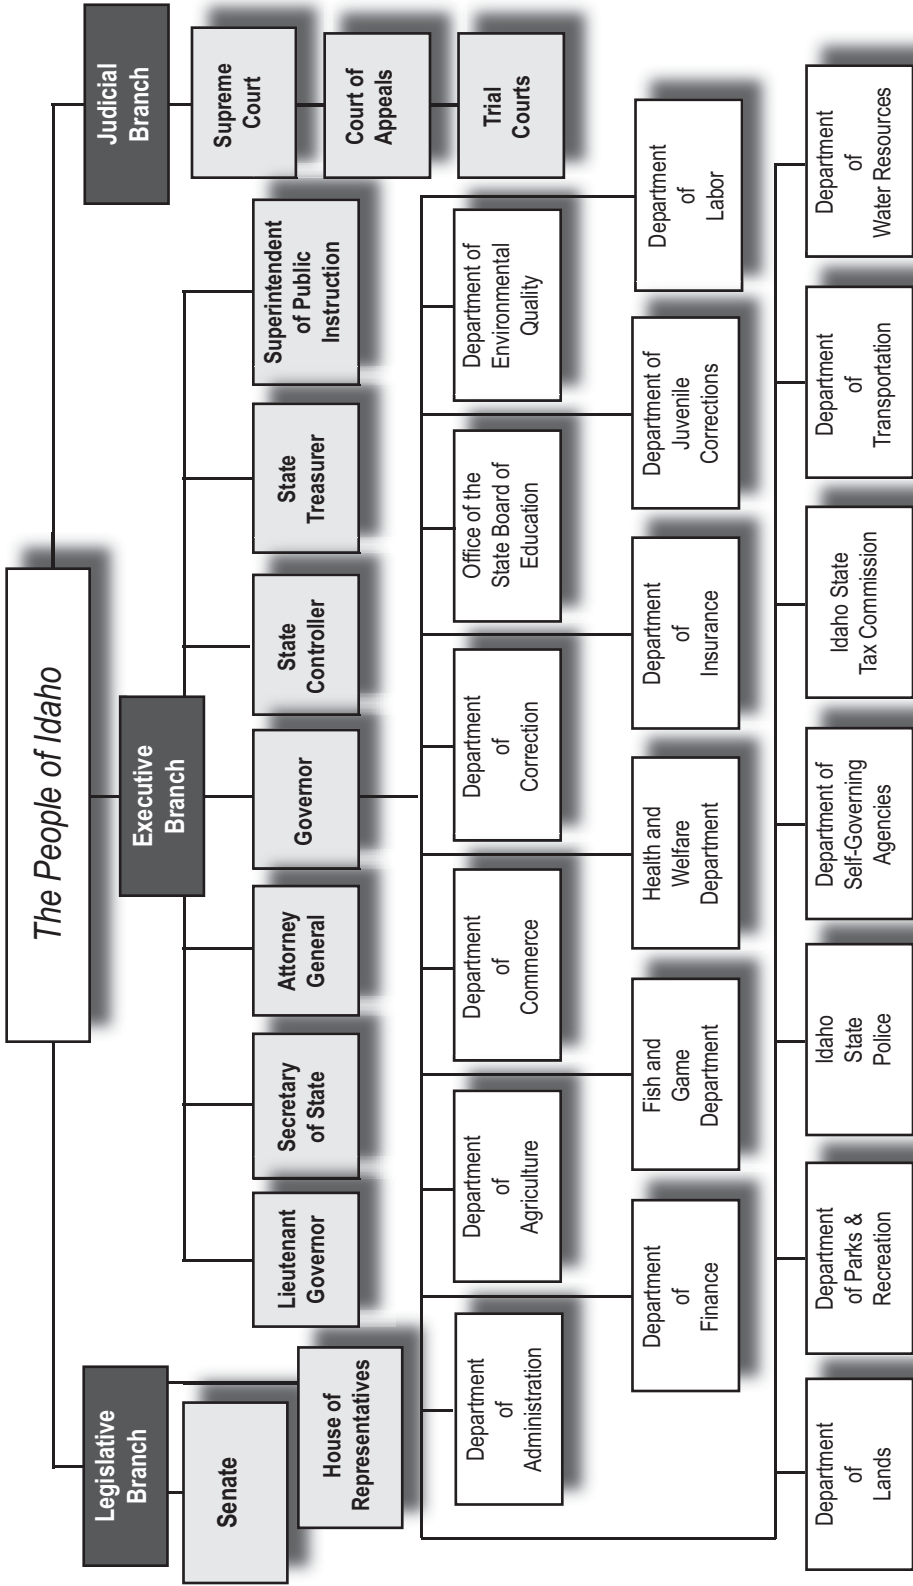 The People of Idaho
Legislative
Branch
Executive
Branch
Judicial
Branch
Senate
House of
Representatives
Lieutenant
Governor
Secretary
of State
Attorney
General
Governor
State
Controller
State
Treasurer
Superintendent
of Public
Instruction
Supreme
Court
Court of
Appeals
Trial
Courts
Department
of
Administration
Department
of
Agriculture
Department
of
Commerce
Department
of
Correction
Office of the
State Board of
Education
Department of
Environmental
Quality
Department
of
Finance
Fish and
Game
Department
Health and
Welfare
Department
Department
of
Insurance
Department of
Juvenile
Corrections
Department
of
Labor
Department
of
Lands
Department
of Parks &
Recreation
Idaho
State
Police
Department of
Self-Governing
Agencies
Idaho State
Tax Commission
Department
of
Transportation
Department
of
Water Resources